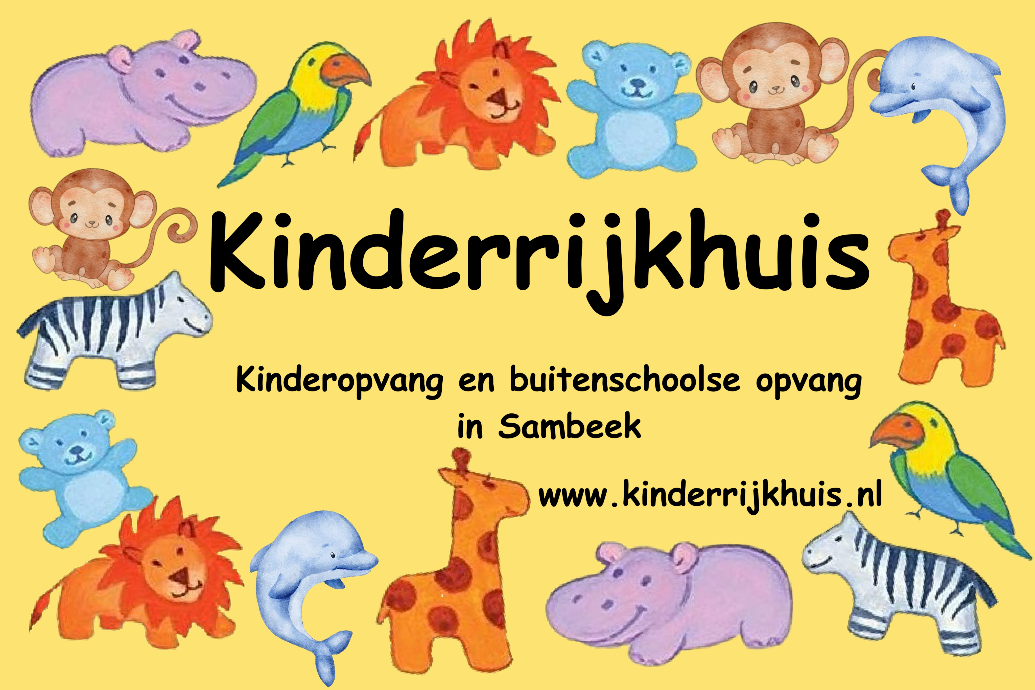 Kinderrijkhuis
Kinderopvang en buitenschoolse opvang
in Sambeek
www.kinderrijkhuis.nl